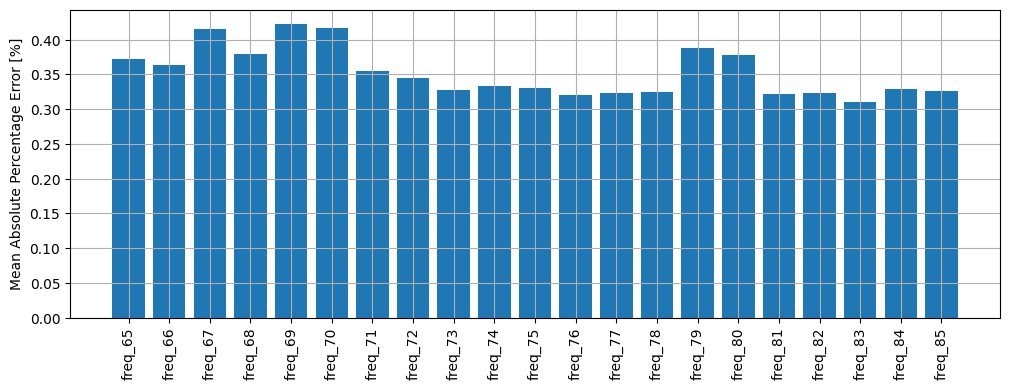 Mean Absolute Percentage Error [%]
0.40
0.35
0.30
0.25
0.20
0.15
0.10
0.05
0.00
freq_65
freq_66
freq_67
freq_68
freq_69
freq_70
freq_71
freq_72
freq_73
freq_74
freq_75
freq_76
freq_77
freq_78
freq_79
freq_80
freq_81
freq_82
freq_83
freq_84
freq_85